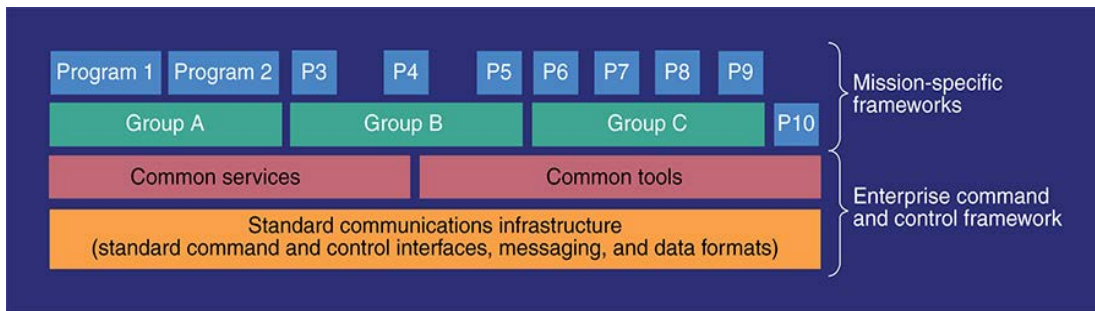 Program 1
Program 2
P3
P4
P5
P6
P7
P8
P9
Group A
Group B
Group C
P10
Mission-specific
frameworks
Common services
Common tools
Standard communications infrastructure
(standard command and control interfaces, messaging, and data formats)
Enterprise command
and control framework